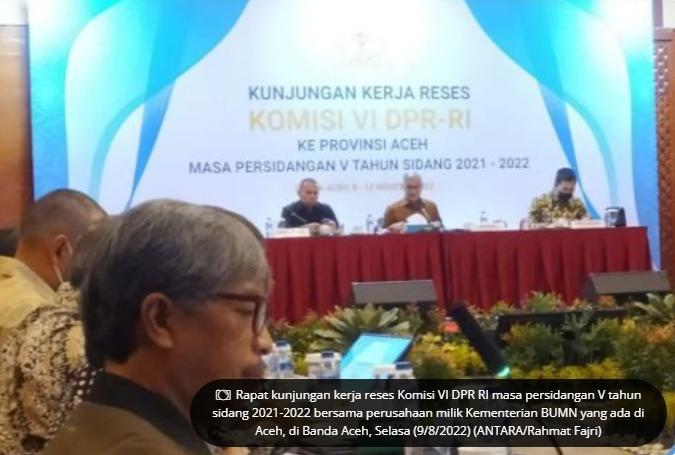 KUNJUNGAN KERJA RESES
KOMISI VI DPR-RI
KE PROVINSI ACEH
MASA PERSIDANGAN V TAHUN SIDANG 2021 - 2022
Rapat kunjungan kerja reses Komisi VI DPR RI masa persidangan V tahun
sidang 2021-2022 bersama perusahaan milik Kementerian BUMN yang ada di
Aceh, di Banda Aceh, Selasa (9/8/2022) (ANTARA/Rahmat Fajri)